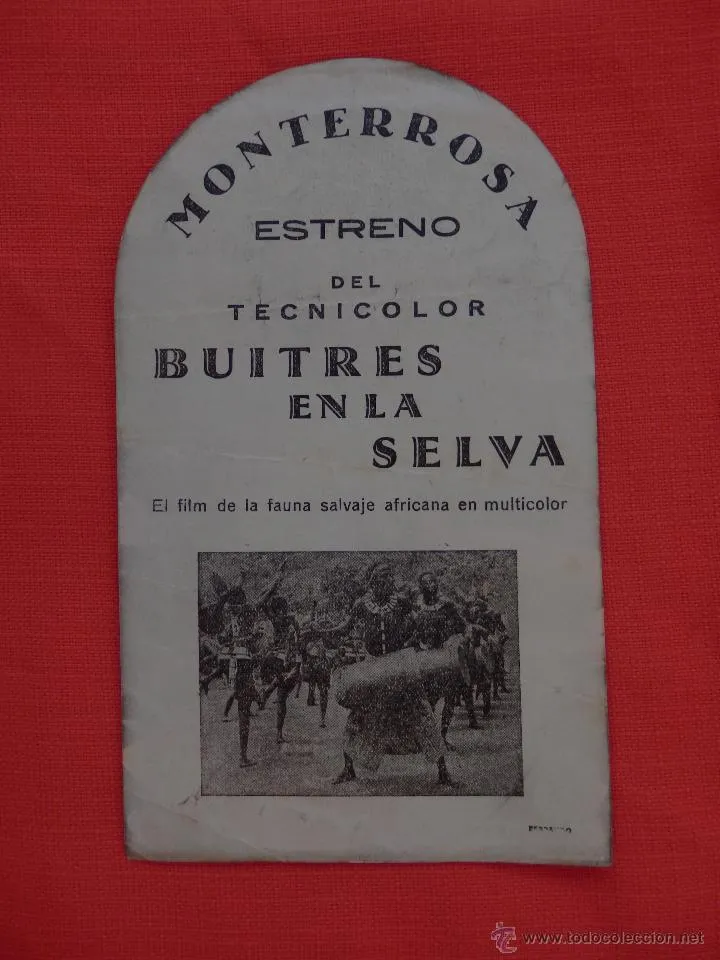 MONTERROSA
ESTRENO
DEL
TECNICOLOR
BUITRES
EN LA
SELVA
El film de la fauna salvaje africana en multicolor
© www.todocoleccion.net